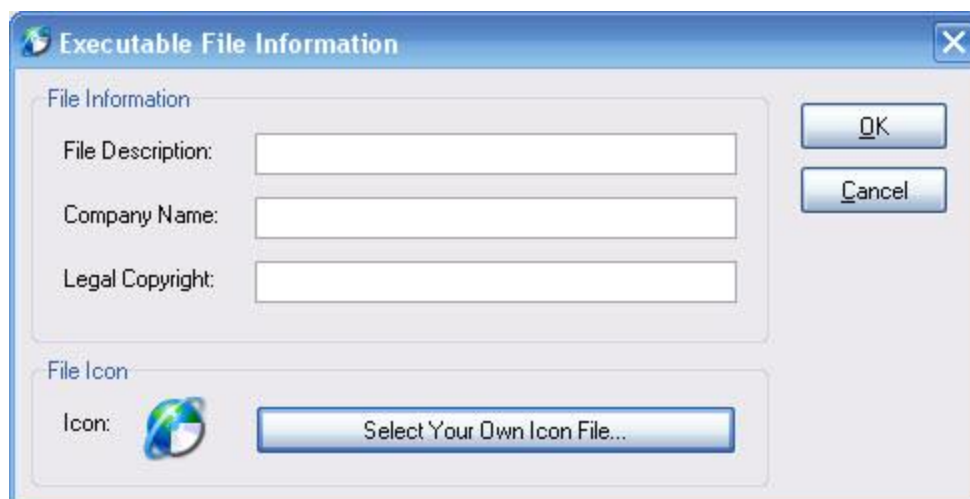 Executable File Information
File Information
File Description:
Company Name:
Legal Copyright:
OK
Cancel
File Icon
Icon:
Select Your Own Icon File...